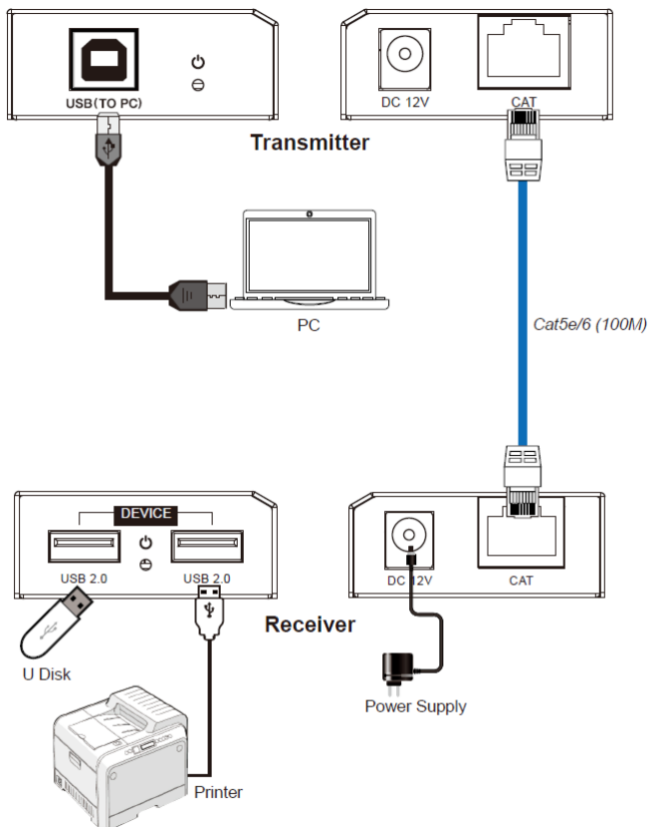 USB(TO PC)
DC 12V
CAT
Transmitter
PC
Cat5e/6 (100M)
DEVICE
USB 2.0
USB 2.0
DC 12V
CAT
Receiver
U Disk
Power Supply
Printer